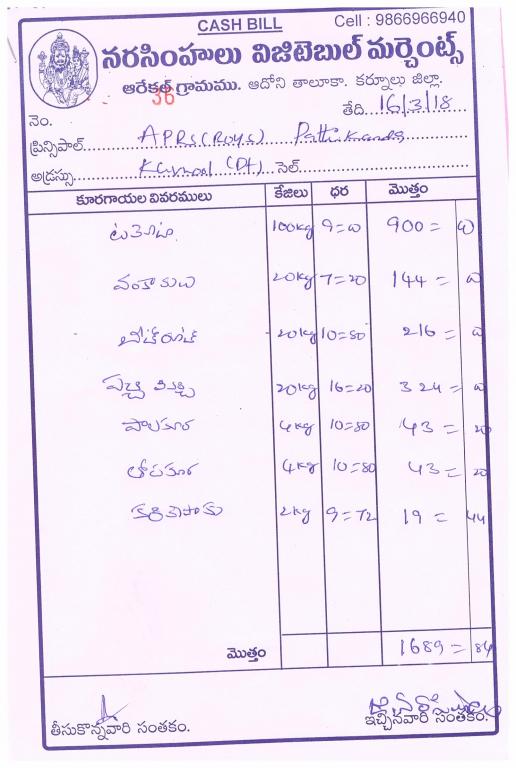 CASH BILL
Cell : 9866966940
నరసింహులు విజిటెబుల్ మర్చెంట్స్
ఆరేకల్ గ్రామము. ఆదోని తాలూకా. కర్నూలు జిల్లా.
36
తేది. 16/3/18
నెం.
ప్రిన్సిపాల్. APRS (Boys)
అడ్రస్సు. Kurnool (Dt) సెల్.
కూరగాయల వివరములు కేజిలు ధర మొత్తం
టమోటా 100kg 9=00 900= 00
వంకాయలు 20kg 7=20 144= 00
బీట్‌రూట్ 20kg 10=80 216= 00
పచ్చి మిర్చి 20kg 16=20 324= 00
పాలకూర 4kg 10=80 43= 20
తోటకూర 4kg 10=80 43= 20
కరివేపాకు 2kg 9=72 19= 44
మొత్తం 1689= 84
తీసుకొన్నవారి సంతకం. ఇచ్చినవారి సంతకం.